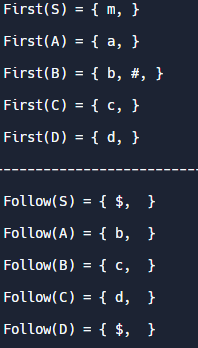 First(S) = { m, }
First(A) = { a, }
First(B) = { b, #, }
First(C) = { c, }
First(D) = { d, }
-----------------------------
Follow(S) = { $,  }
Follow(A) = { b,  }
Follow(B) = { c,  }
Follow(C) = { d,  }
Follow(D) = { $,  }